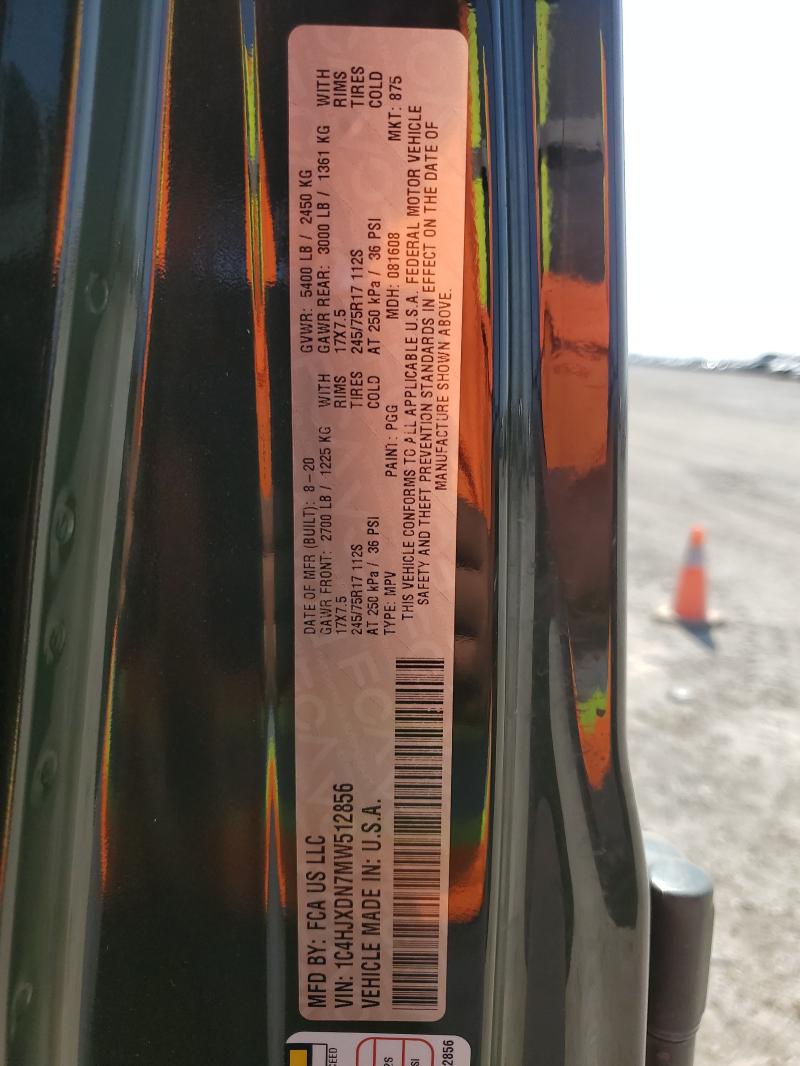 MFD BY: FCA US LLC
VIN: 1C4HJXDN7MW512856
VEHICLE MADE IN: U.S.A.
DATE OF MFR (BUILT): 8-20
GAWR FRONT: 2700 LB / 1225 KG WITH
17X7.5 RIMS
245/75R17 112S TIRES
AT 250 kPa / 36 PSI COLD
GVWR: 5400 LB / 2450 KG
GAWR REAR: 3000 LB / 1361 KG WITH
17X7.5 RIMS
245/75R17 112S TIRES
AT 250 kPa / 36 PSI COLD
TYPE: MPV PAINT: PGG MDH: 081608 MKT: 875
THIS VEHICLE CONFORMS TO ALL APPLICABLE U.S.A. FEDERAL MOTOR VEHICLE
SAFETY AND THEFT PREVENTION STANDARDS IN EFFECT ON THE DATE OF
MANUFACTURE SHOWN ABOVE.
CEED
2S
SI
2856